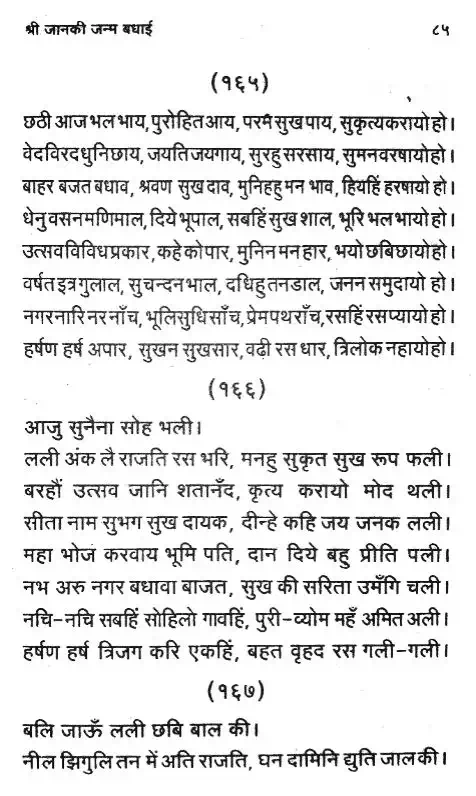 श्री जानकी जन्म बधाई ८५
(१६५)
छठी आज भल भाय, पुरोहित आय, परम सुख पाय, सुकृत्य करायो हो।
वेद विरद धुनि छाय, जयति जय गाय, सुरहु सरसाय, सुमन वरषायो हो।
बाहर बजत बधाव, श्रवण सुख दाव, मुनिहहु मन भाव, हियहिं हरषायो हो।
धेनु वसन मणि माल, दिये भूपाल, सबहिं सुख शाल, भूरि भल भायो हो।
उत्सव विविध प्रकार, कहे को पार, मुनिन मन हार, भयो छबि छायो हो।
वर्षत इत्र गुलाल, सुचन्दन भाल, दधिहु तन डाल, जनन समुदायो हो।
नगर नारि नर नाँच, भूलि सुधि साँच, प्रेम पथ राँच, रसहिं रस प्यायो हो।
हर्षण हर्ष अपार, सुखन सुख सार, वढी रस धार, त्रिलोक नहायो हो।
(१६६)
आजु सुनैना सोह भली।
लली अंक लै राजति रस भरि, मनहु सुकृत सुख रूप फली।
बरहौं उत्सव जानि शतानँद, कृत्य करायो मोद थली।
सीता नाम सुभग सुख दायक, दीन्हे कहि जय जनक लली।
महा भोज करवाय भूमि पति, दान दिये बहु प्रीति पली।
नभ अरु नगर बधावा बाजत, सुख की सरिता उमँगि चली।
नचि-नचि सबहिं सोहिलो गावहिं, पुरी-व्योम महँ अमित अली।
हर्षण हर्ष त्रिजग करि एकहिं, बहत वृहद रस गली-गली।
(१६७)
बलि जाऊँ लली छबि बाल की।
नील झिगुलि तन में अति राजति, घन दामिनि द्युति जाल की।